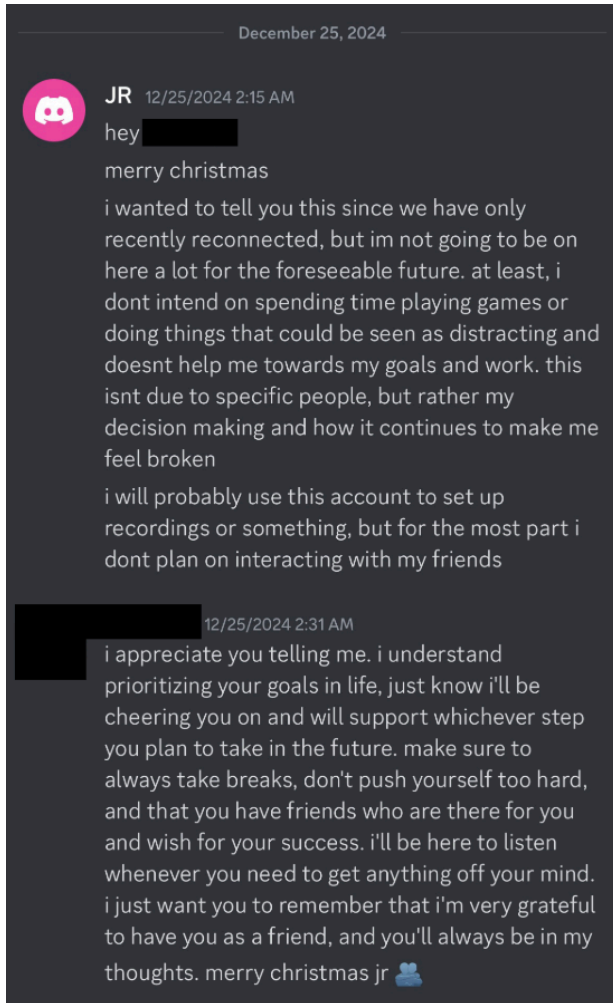 December 25, 2024
JR 12/25/2024 2:15 AM
hey
merry christmas
i wanted to tell you this since we have only
recently reconnected, but im not going to be on
here a lot for the foreseeable future. at least, i
dont intend on spending time playing games or
doing things that could be seen as distracting and
doesnt help me towards my goals and work. this
isnt due to specific people, but rather my
decision making and how it continues to make me
feel broken
i will probably use this account to set up
recordings or something, but for the most part i
dont plan on interacting with my friends
12/25/2024 2:31 AM
i appreciate you telling me. i understand
prioritizing your goals in life, just know i'll be
cheering you on and will support whichever step
you plan to take in the future. make sure to
always take breaks, don't push yourself too hard,
and that you have friends who are there for you
and wish for your success. i'll be here to listen
whenever you need to get anything off your mind.
i just want you to remember that i'm very grateful
to have you as a friend, and you'll always be in my
thoughts. merry christmas jr 🫂